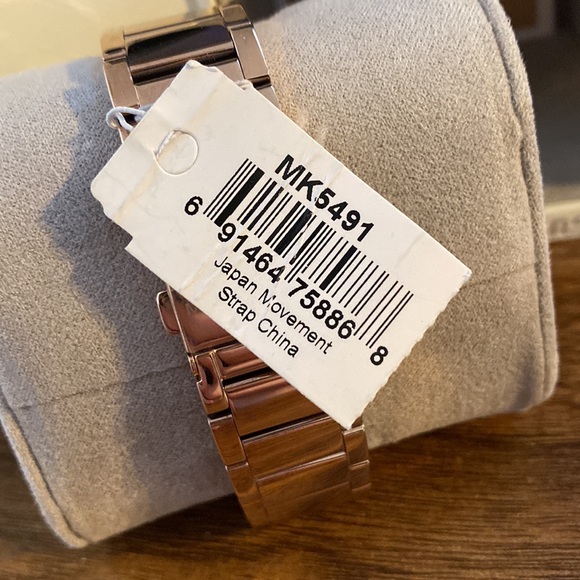 MK5491
6 91464 75886 8
Japan Movement
Strap China